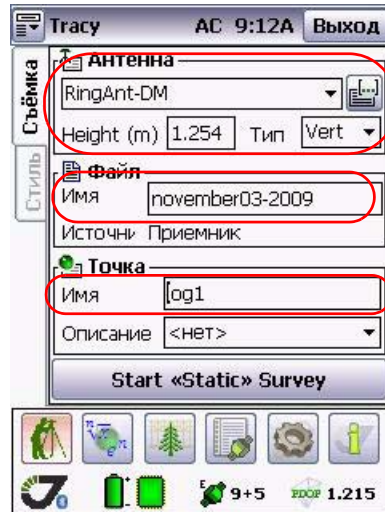 Tracy AC 9:12A Выход
Съёмка
Стиль
Антенна
RingAnt-DM
Height (m) 1.254 Тип Vert
Файл
Имя november03-2009
Источни Приемник
Точка
Имя og1
Описание <нет>
Start «Static» Survey
0 9+5 PDOP 1.215